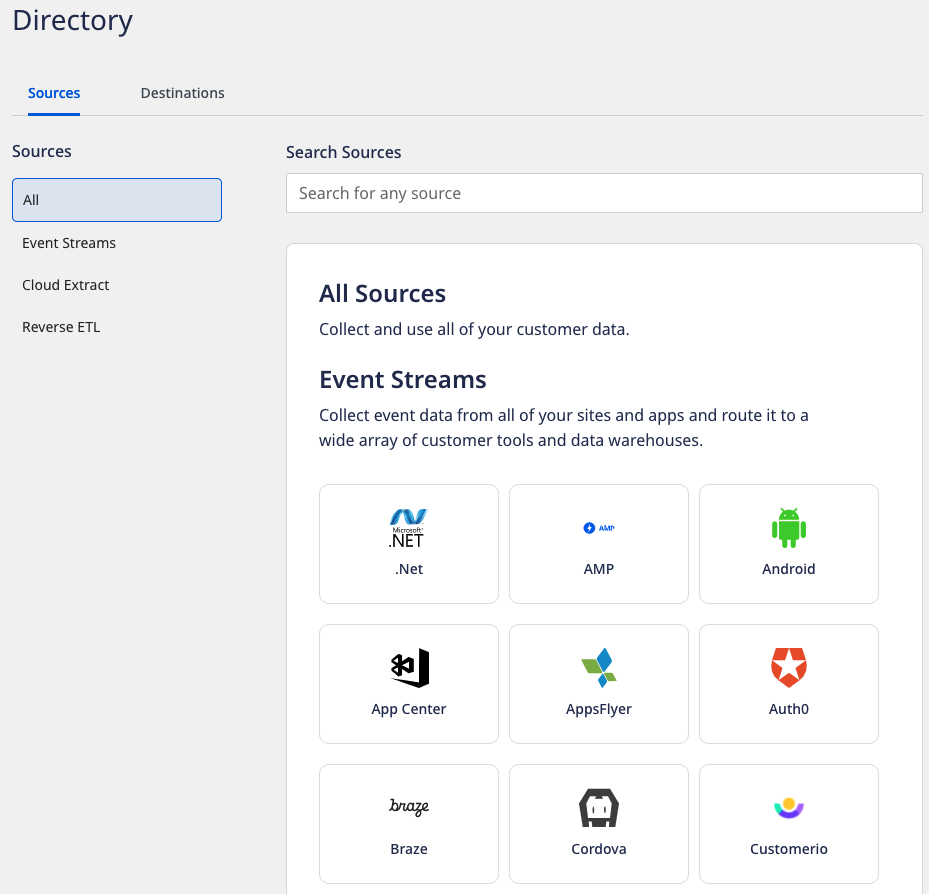 Directory
Sources
Destinations
Sources
All
Event Streams
Cloud Extract
Reverse ETL
Search Sources
Search for any source
All Sources
Collect and use all of your customer data.
Event Streams
Collect event data from all of your sites and apps and route it to a
wide array of customer tools and data warehouses.
Microsoft®
.NET
.Net
AMP
AMP
Android
App Center
AppsFlyer
Auth0
braze
Braze
Cordova
Customerio